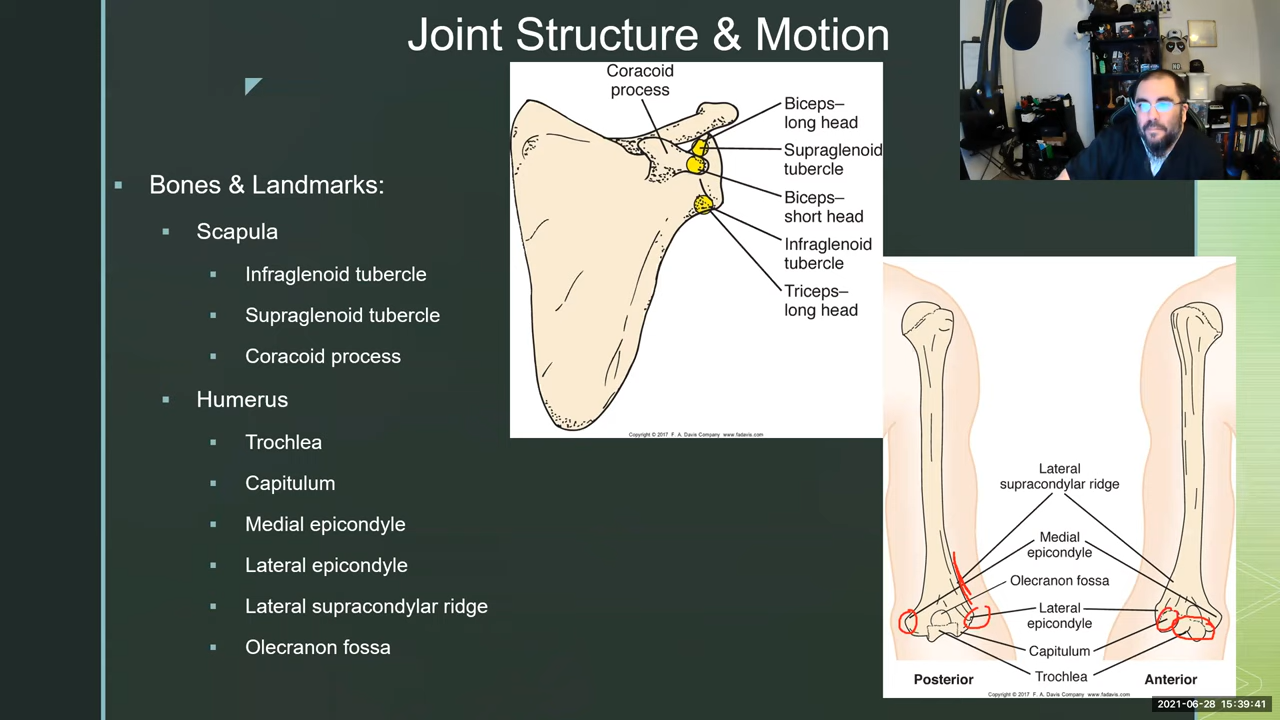 Joint Structure & Motion
Bones & Landmarks:
Scapula
Infraglenoid tubercle
Supraglenoid tubercle
Coracoid process
Humerus
Trochlea
Capitulum
Medial epicondyle
Lateral epicondyle
Lateral supracondylar ridge
Olecranon fossa
Coracoid
process
Biceps–
long head
Supraglenoid
tubercle
Biceps–
short head
Infraglenoid
tubercle
Triceps–
long head
Copyright © 2017 F. A. Davis Company www.fadavis.com
Lateral
supracondylar ridge
Medial
epicondyle
Olecranon fossa
Lateral
epicondyle
Capitulum
Trochlea
Posterior
Anterior
Copyright © 2017 F. A. Davis Company www.fadavis.com
2021-06-28 15:39:41